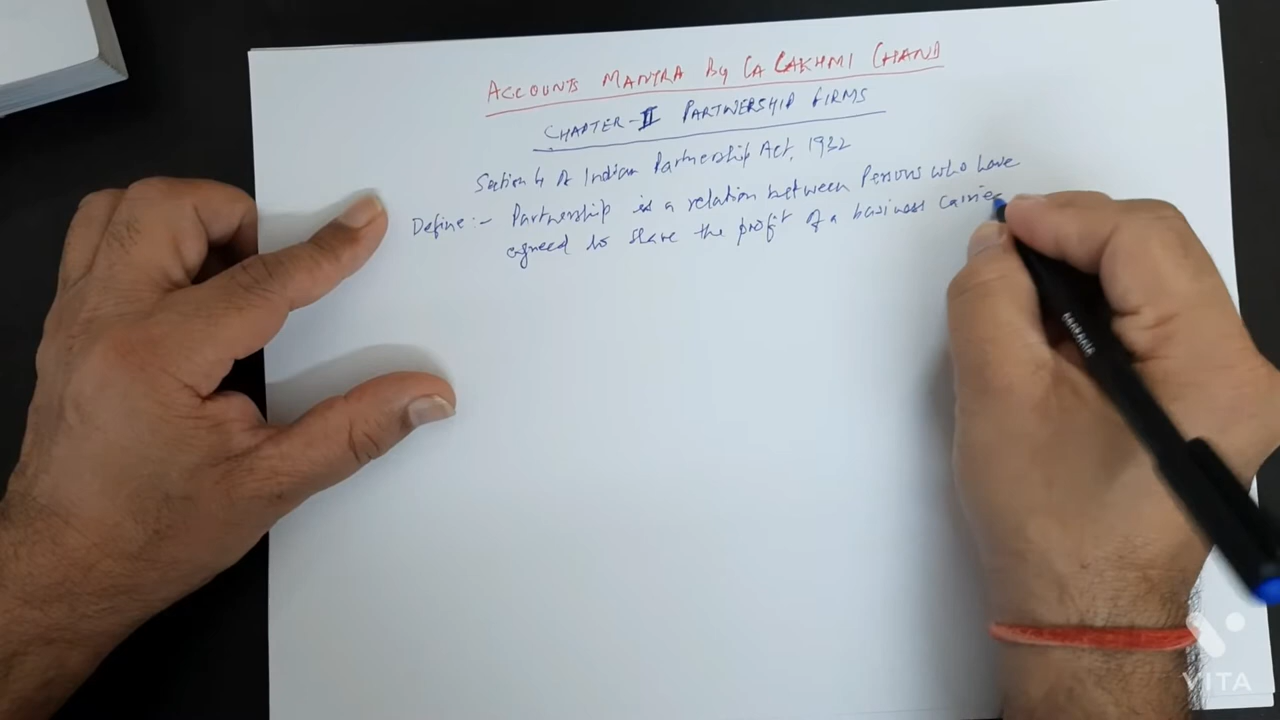 ACCOUNTS MANTRA By CA LAKHMI CHAND
CHAPTER-II PARTNERSHIP FIRMS
Section 4 of Indian Partnership Act, 1932
Define:- Partnership is a relation between Persons who have
agreed to share the profit of a business carrie
VITA